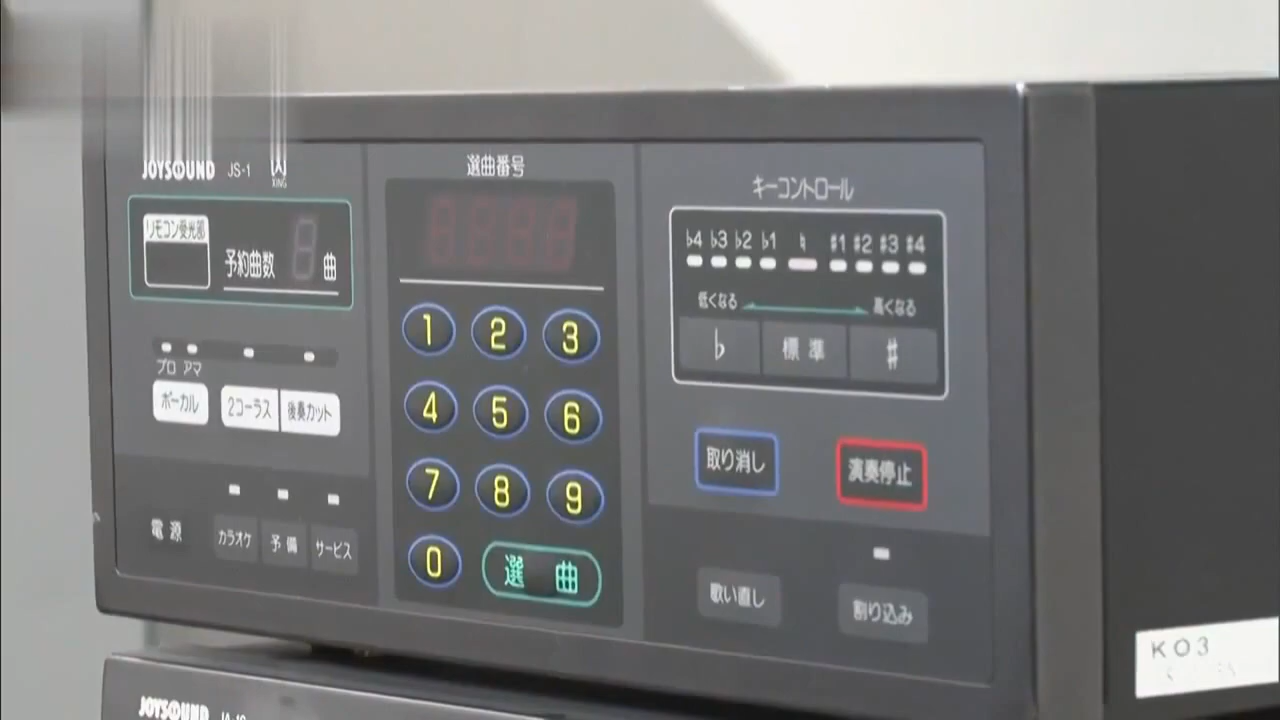 JOYSOUND JS-1
XING
リモコン受光部
予約曲数 曲
プロ アマ
ボーカル 2コーラス 後奏カット
電源 カラオケ 予備 サービス
選曲番号
1 2 3
4 5 6
7 8 9
0 選曲
キーコントロール
♭4 ♭3 ♭2 ♭1 ♮ ♯1 ♯2 ♯3 ♯4
低くなる 高くなる
♭ 標準 ♯
取り消し 演奏停止
歌い直し 割り込み
KO3
JOYSOUND